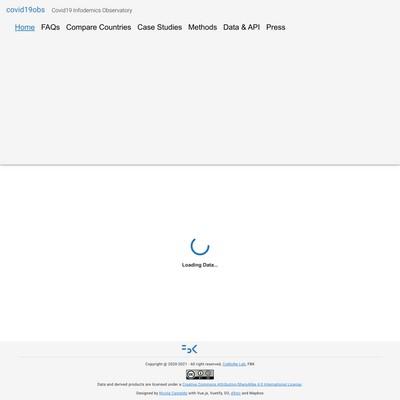 covid19obs Covid19 Infodemics Observatory
Home FAQs Compare Countries Case Studies Methods Data & API Press
Loading Data...
FBK
Copyright @ 2020-2021 - All right reserved, CoMuNe Lab, FBK
Data and derived products are licensed under a Creative Commons Attribution-ShareAlike 4.0 International License.
Designed by Nicola Castaldo with Vue.js, Vuetify, D3, and Mapbox